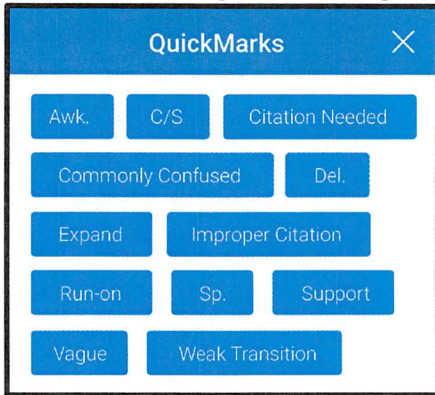 QuickMarks ×
Awk. C/S Citation Needed
Commonly Confused Del.
Expand Improper Citation
Run-on Sp. Support
Vague Weak Transition